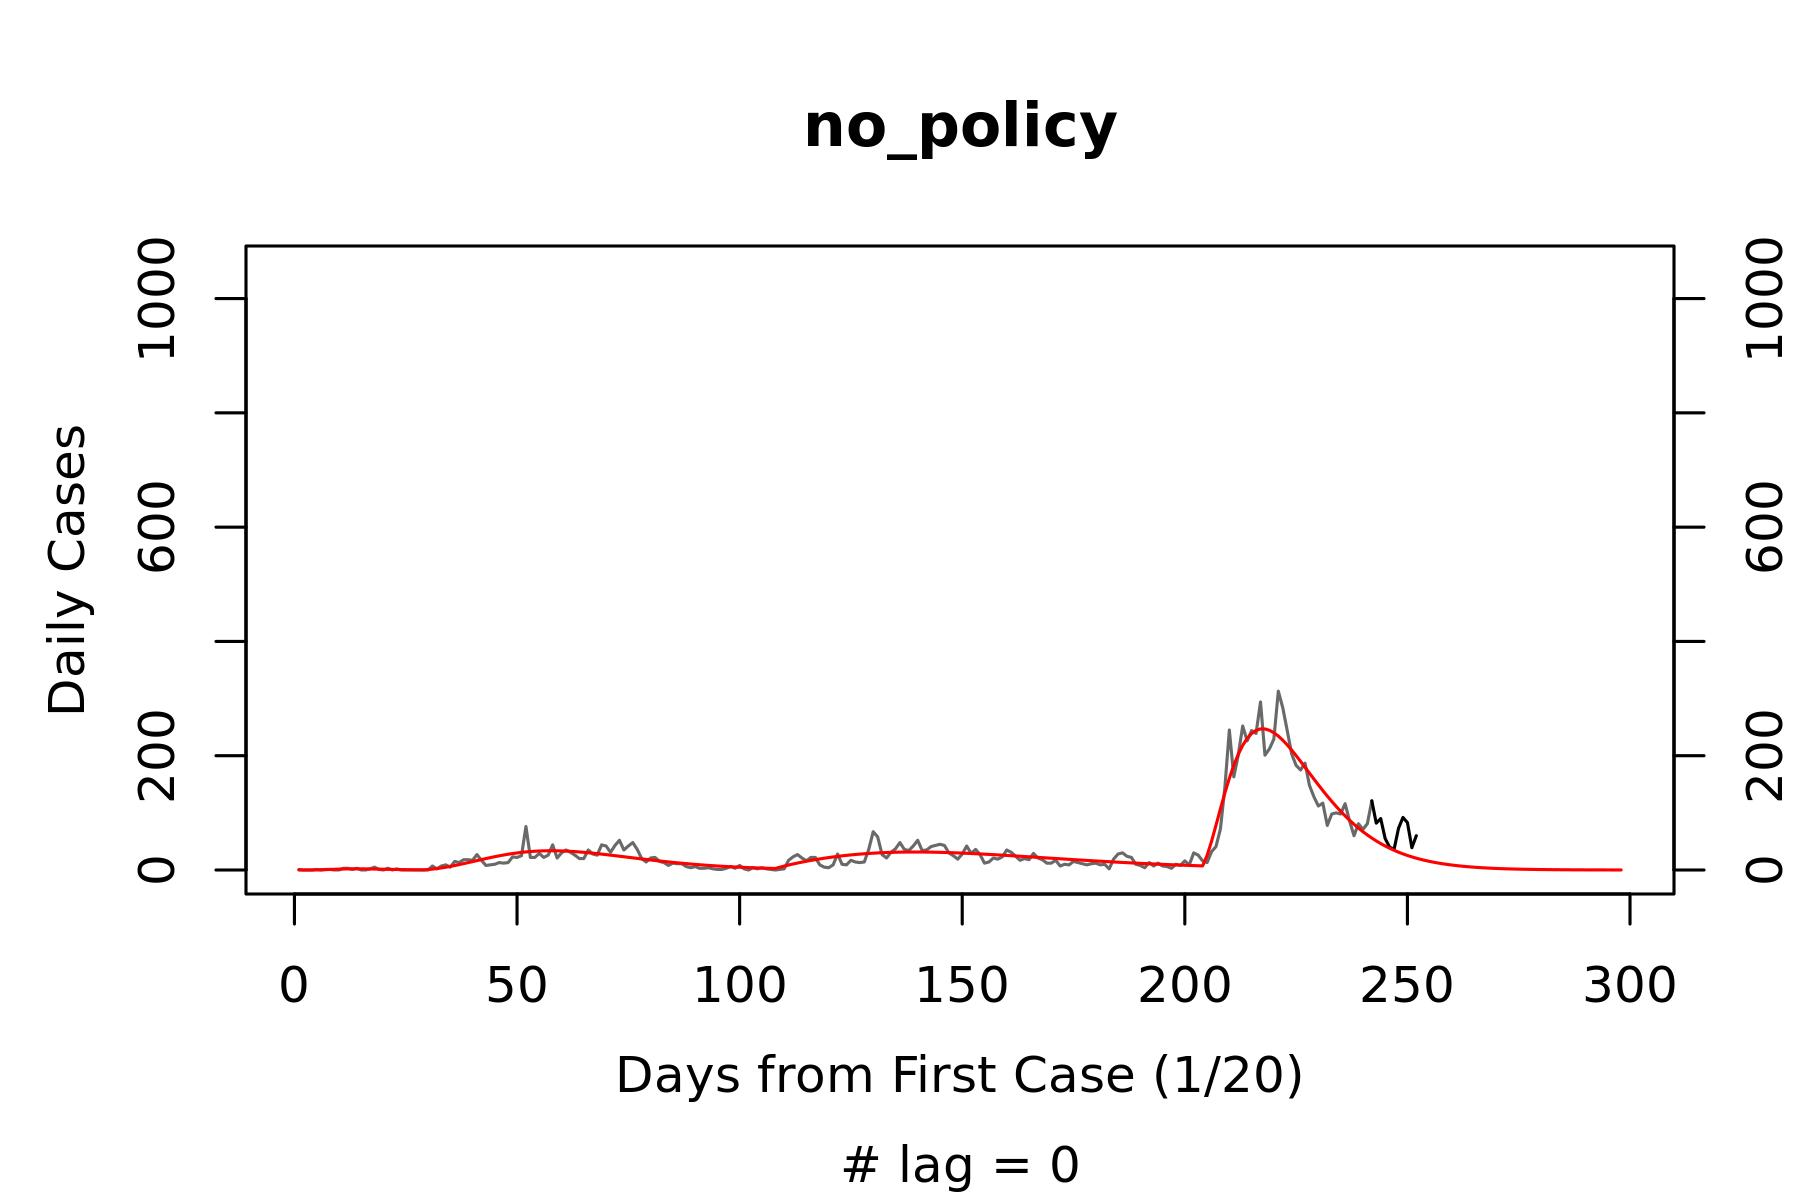 no_policy
Daily Cases
0 200 600 1000
0 200 600 1000
0 50 100 150 200 250 300
Days from First Case (1/20)
# lag = 0